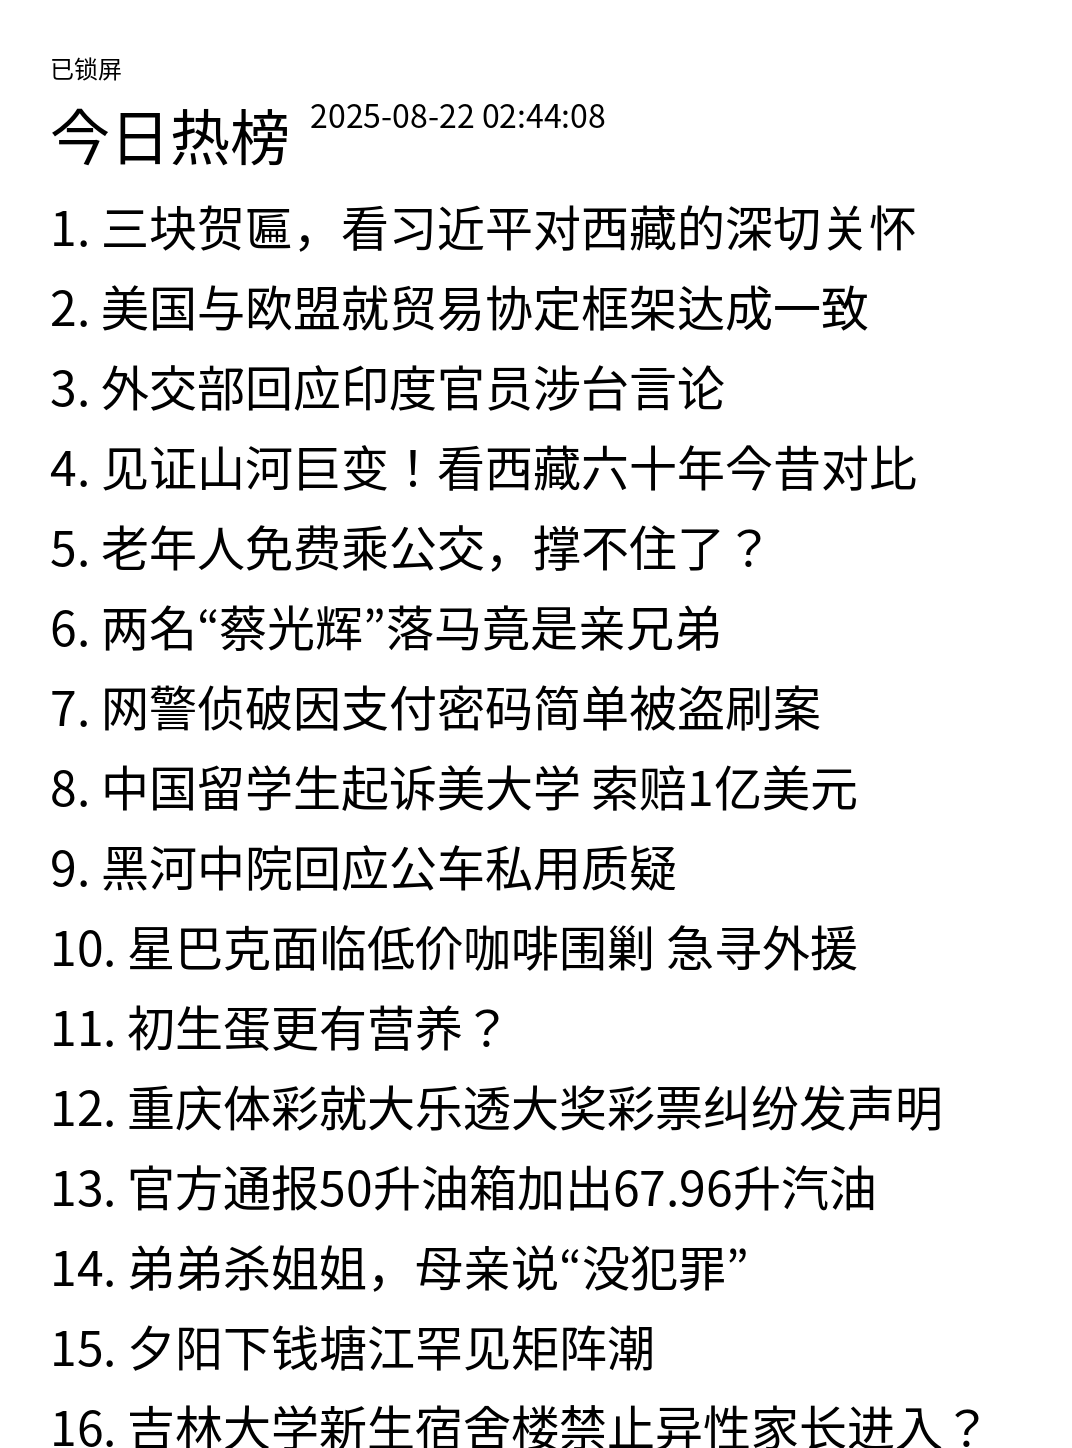 已锁屏
今日热榜 2025-08-22 02:44:08
1. 三块贺匾，看习近平对西藏的深切关怀
2. 美国与欧盟就贸易协定框架达成一致
3. 外交部回应印度官员涉台言论
4. 见证山河巨变！看西藏六十年今昔对比
5. 老年人免费乘公交，撑不住了？
6. 两名“蔡光辉”落马竟是亲兄弟
7. 网警侦破因支付密码简单被盗刷案
8. 中国留学生起诉美大学 索赔1亿美元
9. 黑河中院回应公车私用质疑
10. 星巴克面临低价咖啡围剿 急寻外援
11. 初生蛋更有营养？
12. 重庆体彩就大乐透大奖彩票纠纷发声明
13. 官方通报50升油箱加出67.96升汽油
14. 弟弟杀姐姐，母亲说“没犯罪”
15. 夕阳下钱塘江罕见矩阵潮
16. 吉林大学新生宿舍楼禁止异性家长进入？